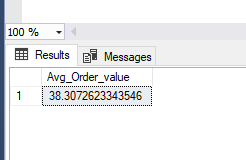 100 %
Results Messages
Avg_Order_value
1 38.3072623343546